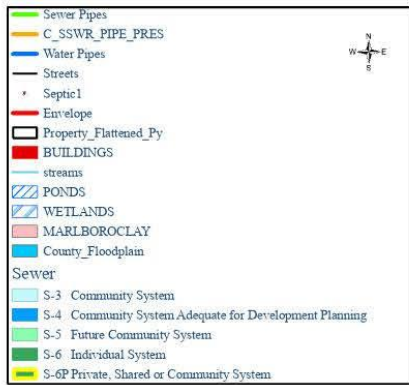 Sewer Pipes
C_SSWR_PIPE_PRES
Water Pipes
Streets
Septic1
Envelope
Property_Flattened_Py
BUILDINGS
streams
PONDS
WETLANDS
MARLBOROCLAY
County_Floodplain
Sewer
S-3 Community System
S-4 Community System Adequate for Development Planning
S-5 Future Community System
S-6 Individual System
S-6P Private, Shared or Community System
N
W E
S